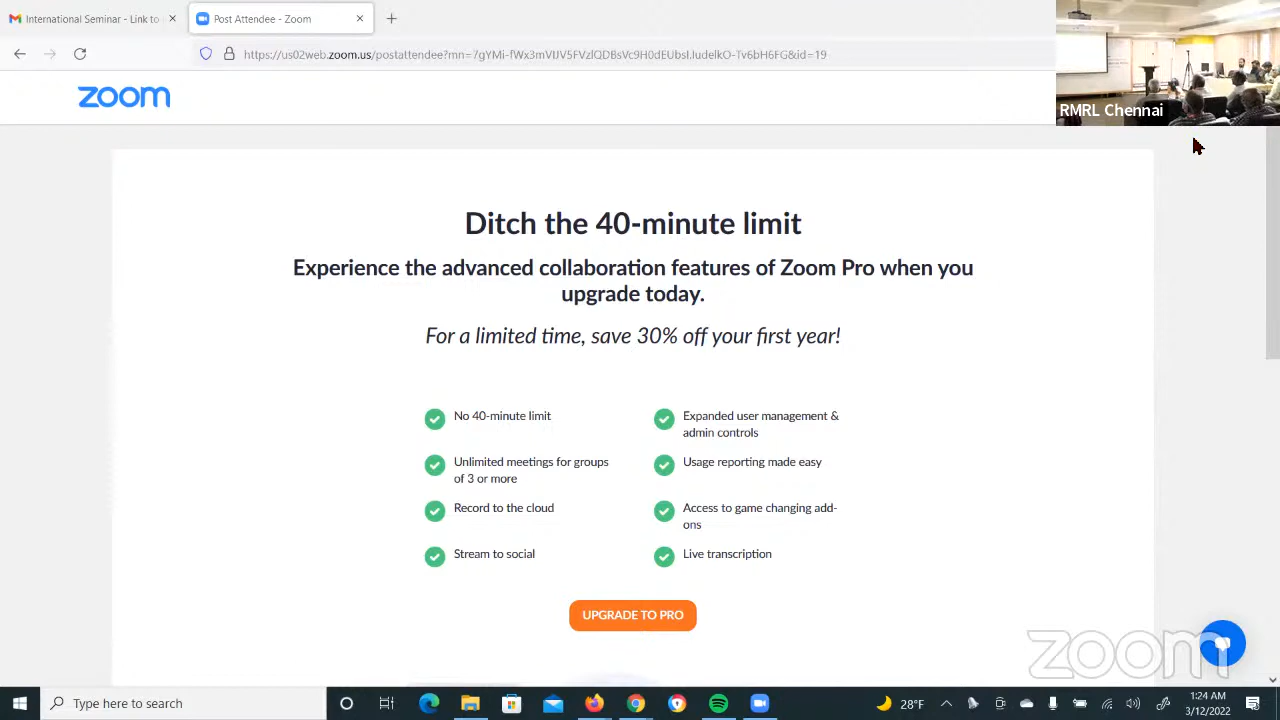 International Seminar - Link to
Post Attendee - Zoom
zoom
RMRL Chennai
Ditch the 40-minute limit
Experience the advanced collaboration features of Zoom Pro when you
upgrade today.
For a limited time, save 30% off your first year!
No 40-minute limit
Unlimited meetings for groups
of 3 or more
Record to the cloud
Stream to social
Expanded user management &
admin controls
Usage reporting made easy
Access to game changing add-
ons
Live transcription
UPGRADE TO PRO
zoom
Type here to search
28°F
1:24 AM
3/12/2022